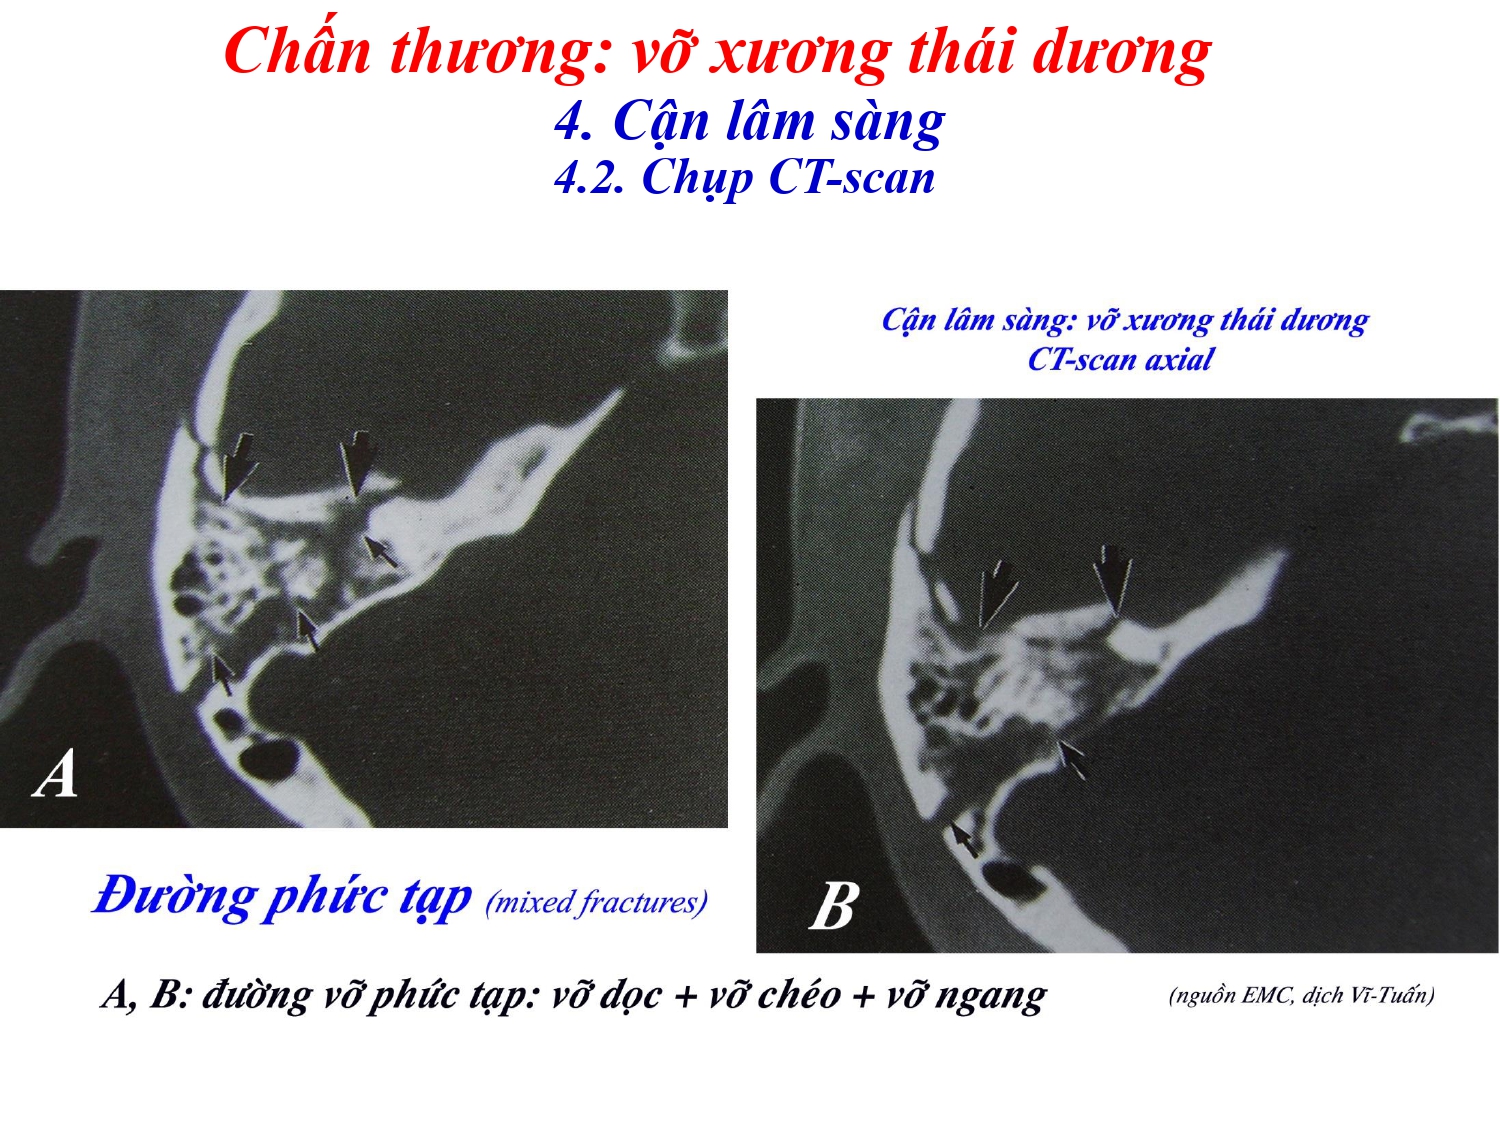 Chấn thương: vỡ xương thái dương
4. Cận lâm sàng
4.2. Chụp CT-scan
Cận lâm sàng: vỡ xương thái dương
CT-scan axial
A
B
Đường phức tạp (mixed fractures)
A, B: đường vỡ phức tạp: vỡ dọc + vỡ chéo + vỡ ngang
(nguồn EMC, dịch Vĩ-Tuấn)